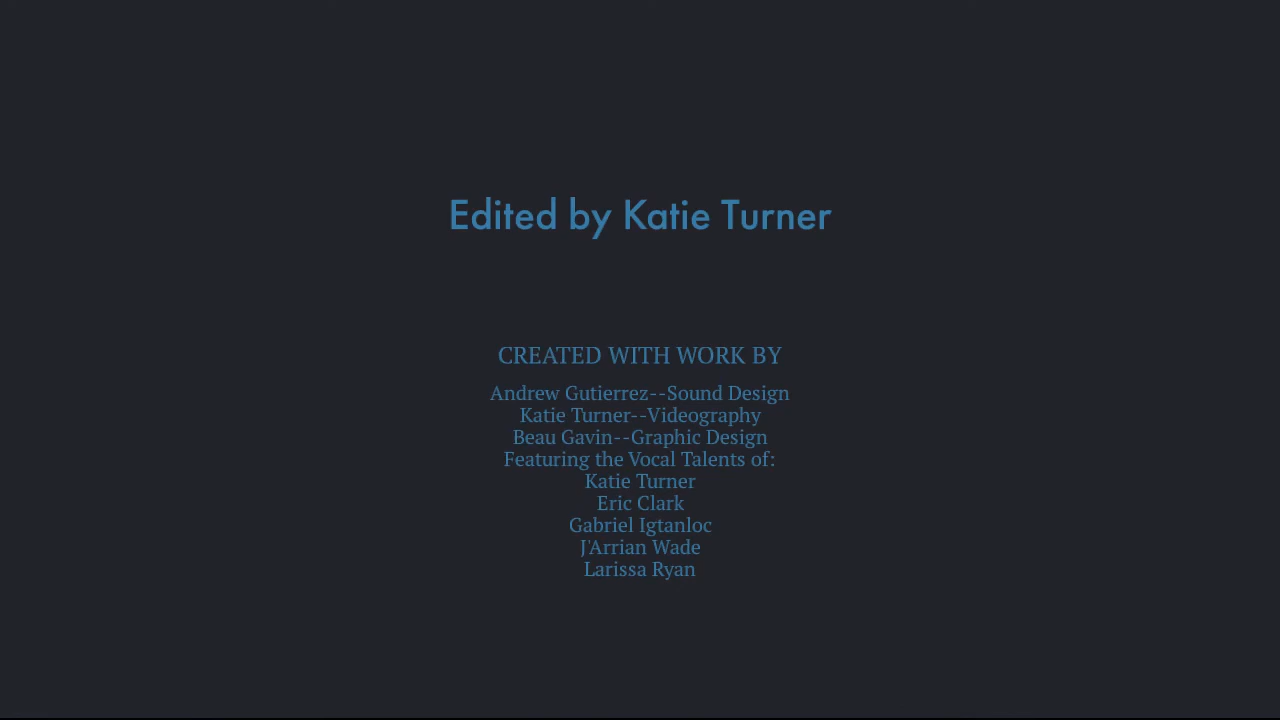 Edited by Katie Turner
CREATED WITH WORK BY
Andrew Gutierrez--Sound Design
Katie Turner--Videography
Beau Gavin--Graphic Design
Featuring the Vocal Talents of:
Katie Turner
Eric Clark
Gabriel Igtanloc
J'Arrian Wade
Larissa Ryan